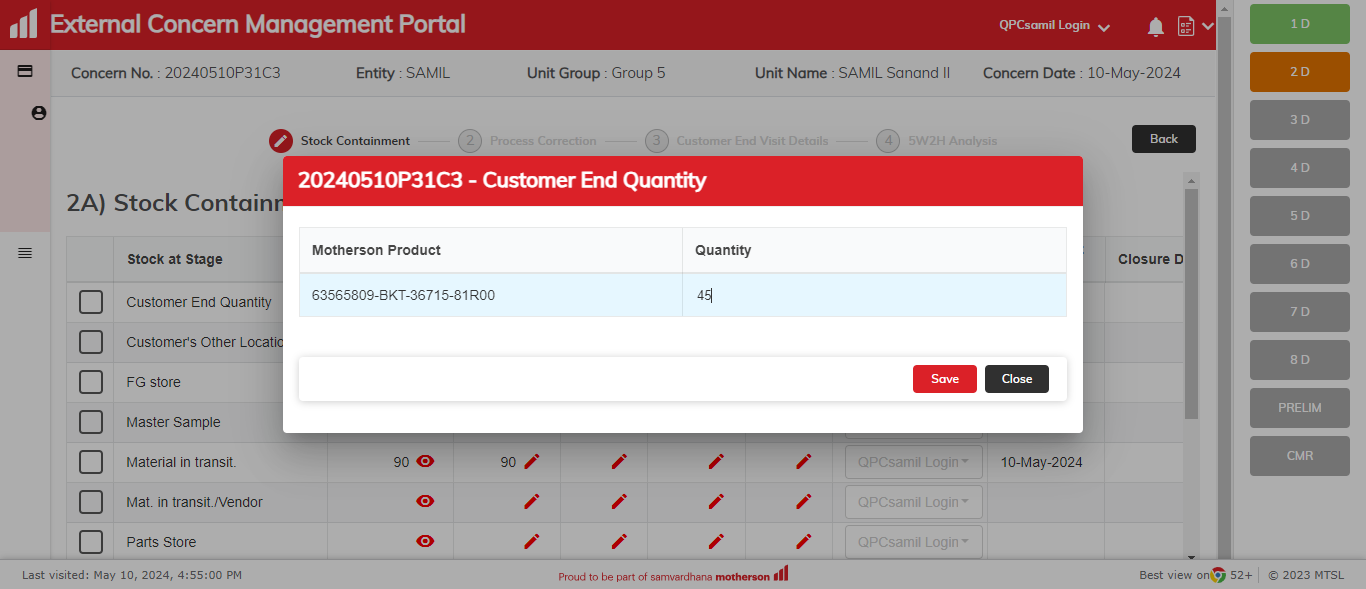 External Concern Management Portal
QPCsamil Login
Concern No. : 20240510P31C3 Entity : SAMIL Unit Group : Group 5 Unit Name : SAMIL Sanand II Concern Date : 10-May-2024
Stock Containment 2 Process Correction 3 Customer End Visit Details 4 5W2H Analysis
Back
20240510P31C3 - Customer End Quantity
Motherson Product Quantity
63565809-BKT-36715-81R00 45
Save Close
2A) Stock Contain
Stock at Stage Closure D
Customer End Quantity
Customer's Other Locatio
FG store
Master Sample
Material in transit. 90 90 QPCsamil Login 10-May-2024
Mat. in transit./Vendor QPCsamil Login
Parts Store QPCsamil Login
1 D
2 D
3 D
4 D
5 D
6 D
7 D
8 D
PRELIM
CMR
Last visited: May 10, 2024, 4:55:00 PM Proud to be part of samvardhana motherson Best view on 52+ © 2023 MTSL